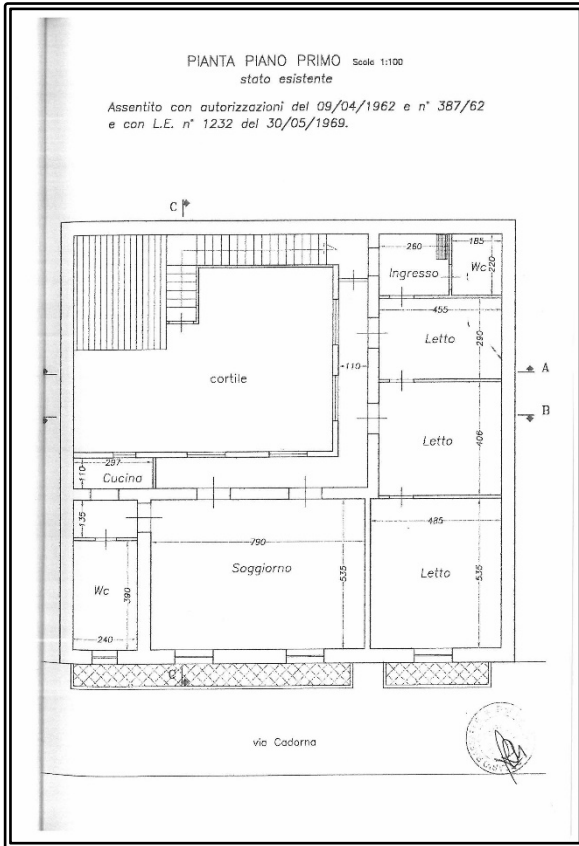 PIANTA PIANO PRIMO Scala 1:100
stato esistente
Assentito con autorizzazioni del 09/04/1962 e n° 387/62
e con L.E. n° 1232 del 30/05/1969.
C
260
185
Ingresso
Wc
220
455
Letto
290
A
110
cortile
B
Letto
406
297
110
Cucina
135
790
485
Soggiorno
535
Letto
535
Wc
390
240
C'
via Cadorna